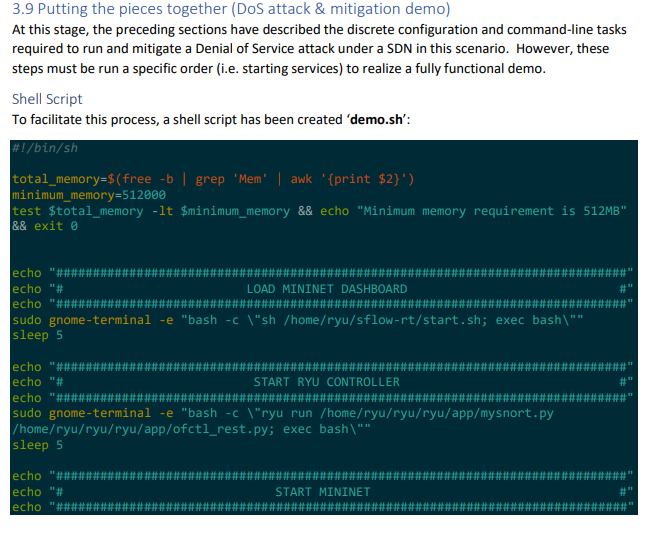 3.9 Putting the pieces together (DoS attack & mitigation demo)
At this stage, the preceding sections have described the discrete configuration and command-line tasks
required to run and mitigate a Denial of Service attack under a SDN in this scenario.  However, these
steps must be run a specific order (i.e. starting services) to realize a fully functional demo.
Shell Script
To facilitate this process, a shell script has been created ‘demo.sh’:
#!/bin/sh
total_memory=$(free -b | grep 'Mem' | awk '{print $2}')
minimum_memory=512000
test $total_memory -lt $minimum_memory && echo "Minimum memory requirement is 512MB"
&& exit 0
echo "##############################################################################"
echo "#                         LOAD MININET DASHBOARD                             #"
echo "##############################################################################"
sudo gnome-terminal -e "bash -c \"sh /home/ryu/sflow-rt/start.sh; exec bash\""
sleep 5
echo "##############################################################################"
echo "#                          START RYU CONTROLLER                              #"
echo "##############################################################################"
sudo gnome-terminal -e "bash -c \"ryu run /home/ryu/ryu/ryu/app/mysnort.py
/home/ryu/ryu/ryu/app/ofctl_rest.py; exec bash\""
sleep 5
echo "##############################################################################"
echo "#                             START MININET                                  #"
echo "##############################################################################"